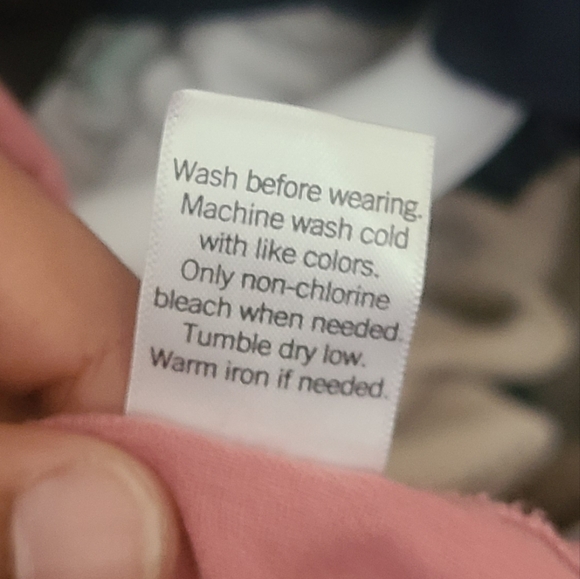 Wash before wearing.
Machine wash cold
with like colors.
Only non-chlorine
bleach when needed.
Tumble dry low.
Warm iron if needed.